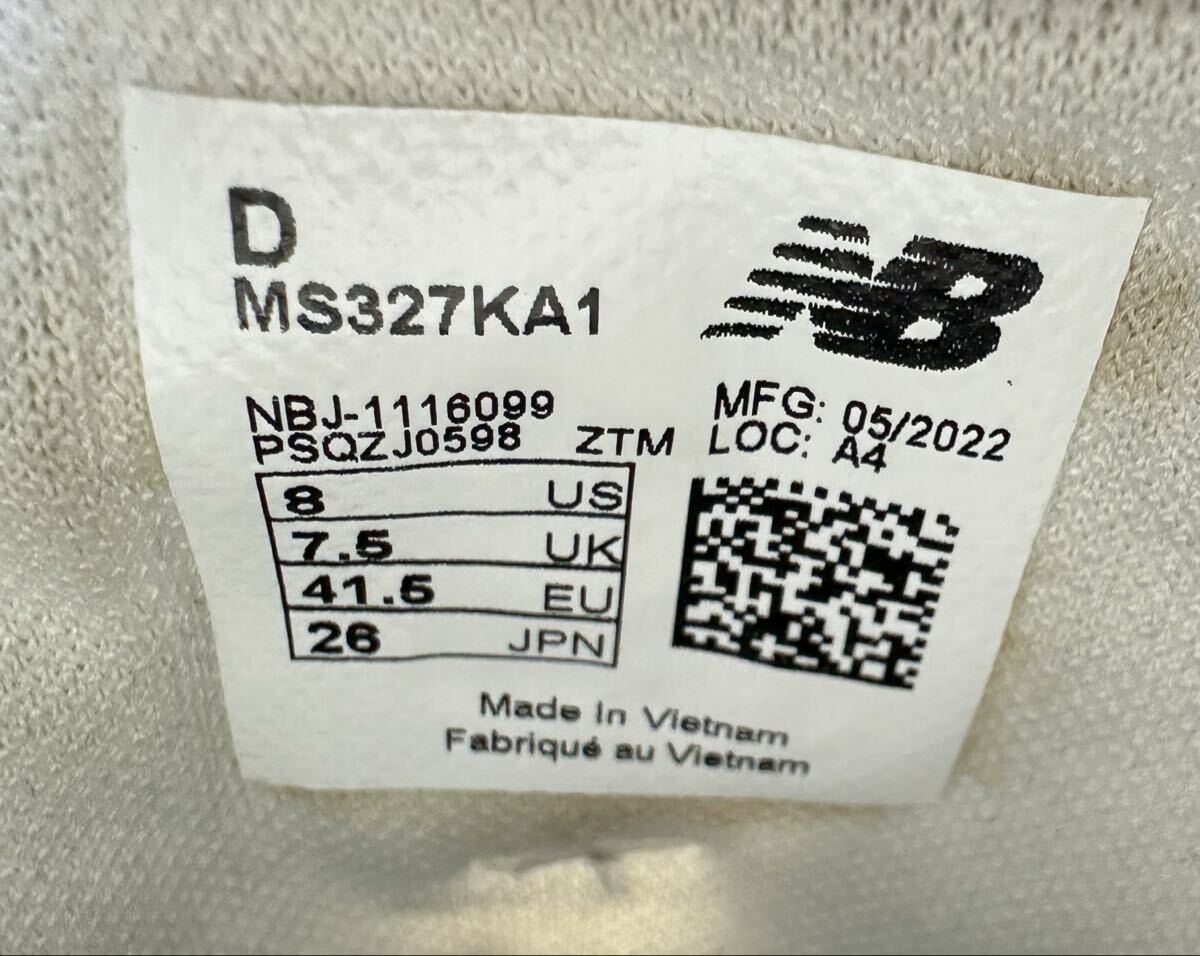 D
MS327KA1
NB
NBJ-1116099
PSQZJ0598 ZTM
MFG: 05/2022
LOC: A4
8 US
7.5 UK
41.5 EU
26 JPN
Made in Vietnam
Fabriqué au Vietnam